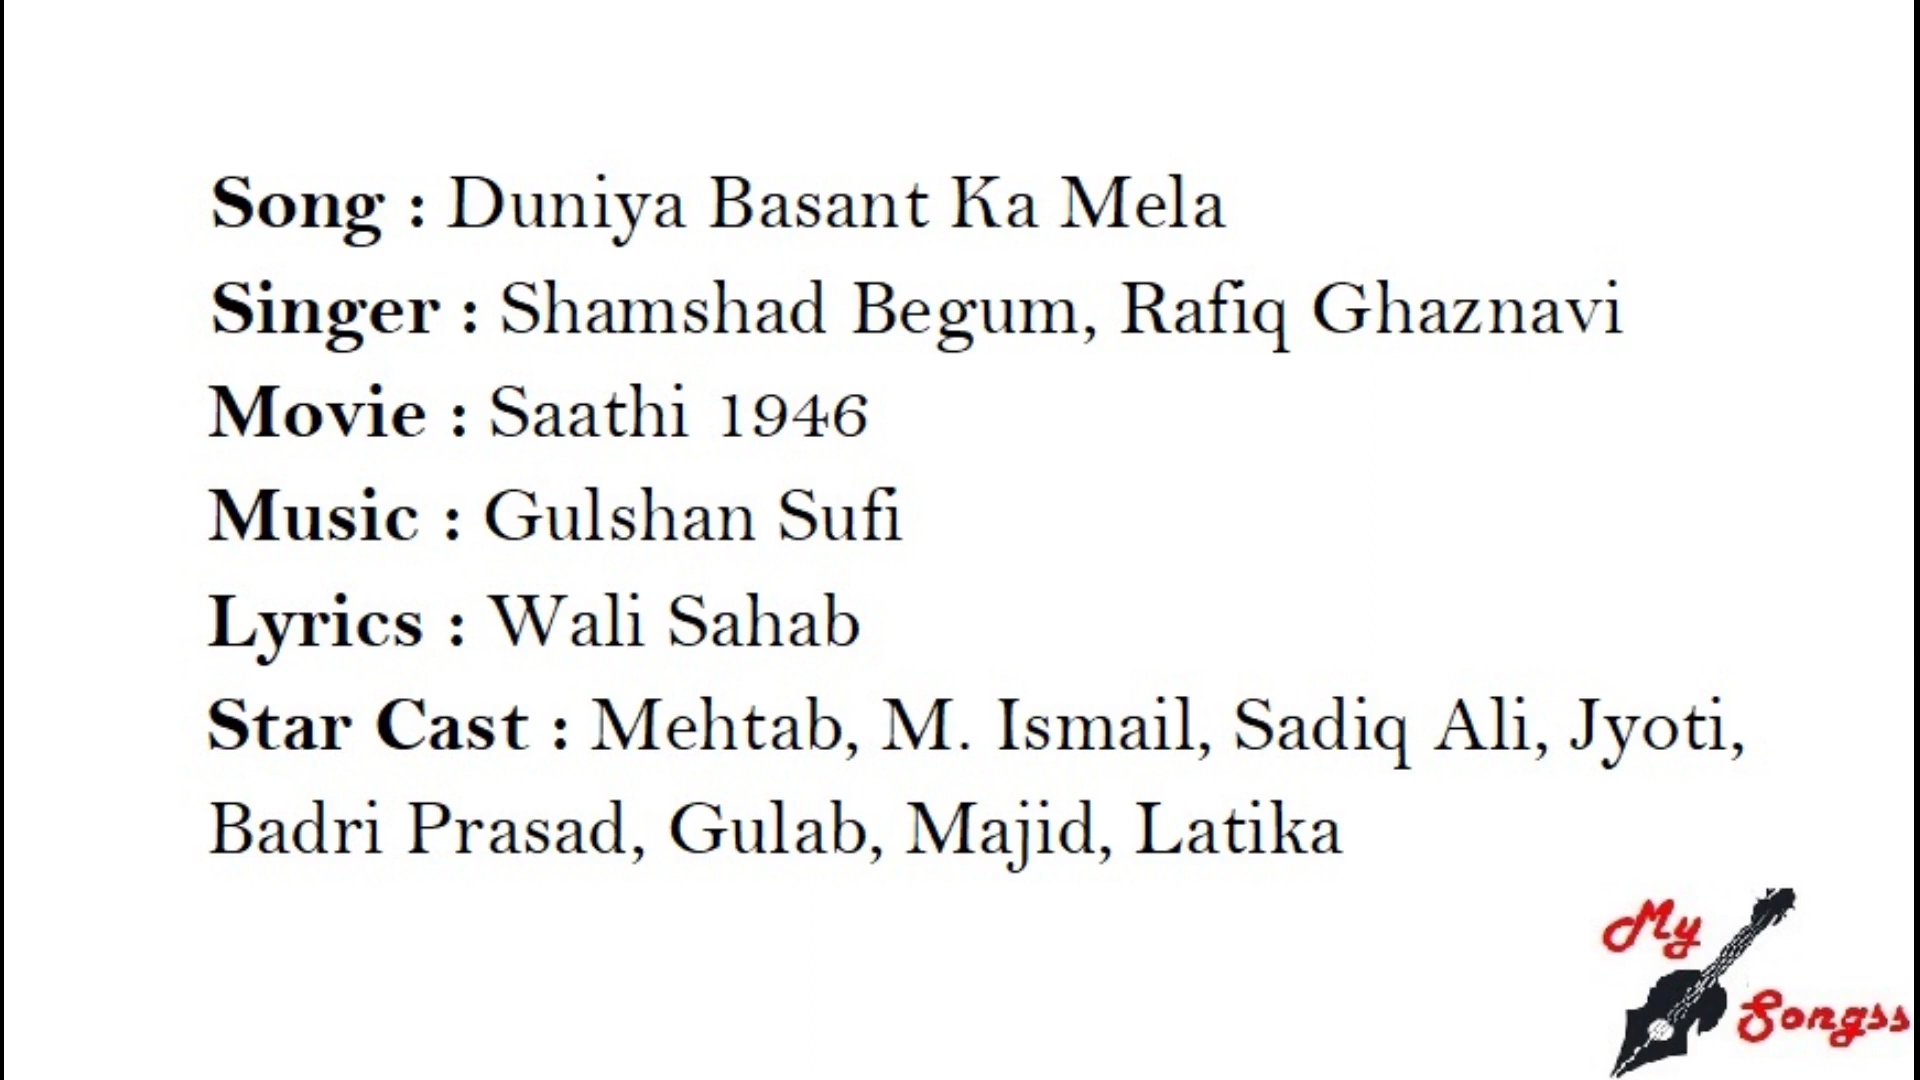 Song : Duniya Basant Ka Mela
Singer : Shamshad Begum, Rafiq Ghaznavi
Movie : Saathi 1946
Music : Gulshan Sufi
Lyrics : Wali Sahab
Star Cast : Mehtab, M. Ismail, Sadiq Ali, Jyoti,
Badri Prasad, Gulab, Majid, Latika
My
Songss